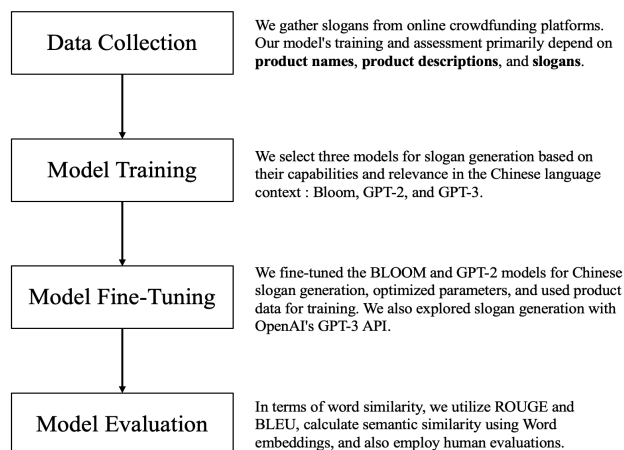 Data Collection
We gather slogans from online crowdfunding platforms.
Our model's training and assessment primarily depend on
product names, product descriptions, and slogans.
Model Training
We select three models for slogan generation based on
their capabilities and relevance in the Chinese language
context : Bloom, GPT-2, and GPT-3.
Model Fine-Tuning
We fine-tuned the BLOOM and GPT-2 models for Chinese
slogan generation, optimized parameters, and used product
data for training. We also explored slogan generation with
OpenAI's GPT-3 API.
Model Evaluation
In terms of word similarity, we utilize ROUGE and
BLEU, calculate semantic similarity using Word
embeddings, and also employ human evaluations.